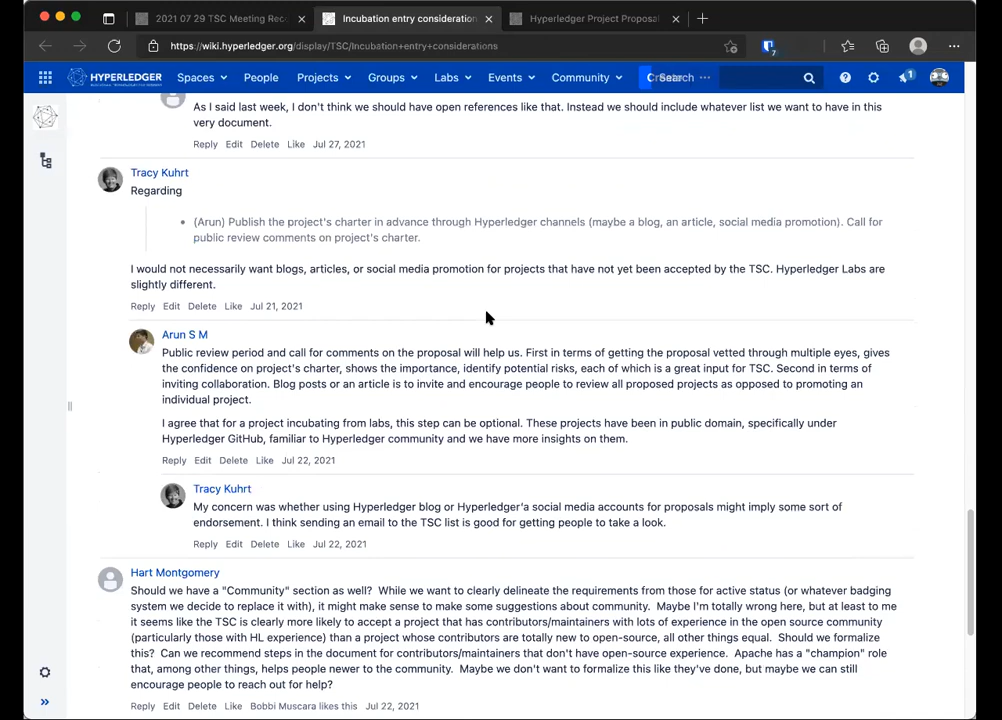 2021 07 29 TSC Meeting Rec
Incubation entry consideration
Hyperledger Project Proposa
https://wiki.hyperledger.org/display/TSC/Incubation+entry+considerations
7
HYPERLEDGER
Spaces
People
Projects
Groups
Labs
Events
Community
Search
1
As I said last week, I don't think we should have open references like that. Instead we should include whatever list we want to have in this
very document.
Reply Edit Delete Like Jul 27, 2021
Tracy Kuhrt
Regarding
• (Arun) Publish the project's charter in advance through Hyperledger channels (maybe a blog, an article, social media promotion). Call for
public review comments on project's charter.
I would not necessarily want blogs, articles, or social media promotion for projects that have not yet been accepted by the TSC. Hyperledger Labs are
slightly different.
Reply Edit Delete Like Jul 21, 2021
Arun S M
Public review period and call for comments on the proposal will help us. First in terms of getting the proposal vetted through multiple eyes, gives
the confidence on project's charter, shows the importance, identify potential risks, each of which is a great input for TSC. Second in terms of
inviting collaboration. Blog posts or an article is to invite and encourage people to review all proposed projects as opposed to promoting an
individual project.
I agree that for a project incubating from labs, this step can be optional. These projects have been in public domain, specifically under
Hyperledger GitHub, familiar to Hyperledger community and we have more insights on them.
Reply Edit Delete Like Jul 22, 2021
Tracy Kuhrt
My concern was whether using Hyperledger blog or Hyperledger'a social media accounts for proposals might imply some sort of
endorsement. I think sending an email to the TSC list is good for getting people to take a look.
Reply Edit Delete Like Jul 22, 2021
Hart Montgomery
Should we have a "Community" section as well? While we want to clearly delineate the requirements from those for active status (or whatever badging
system we decide to replace it with), it might make sense to make some suggestions about community. Maybe I'm totally wrong here, but at least to me
it seems like the TSC is clearly more likely to accept a project that has contributors/maintainers with lots of experience in the open source community
(particularly those with HL experience) than a project whose contributors are totally new to open-source, all other things equal. Should we formalize
this? Can we recommend steps in the document for contributors/maintainers that don't have open-source experience. Apache has a "champion" role
that, among other things, helps people newer to the community. Maybe we don't want to formalize this like they've done, but maybe we can still
encourage people to reach out for help?
Reply Edit Delete Like Bobbi Muscara likes this Jul 22, 2021